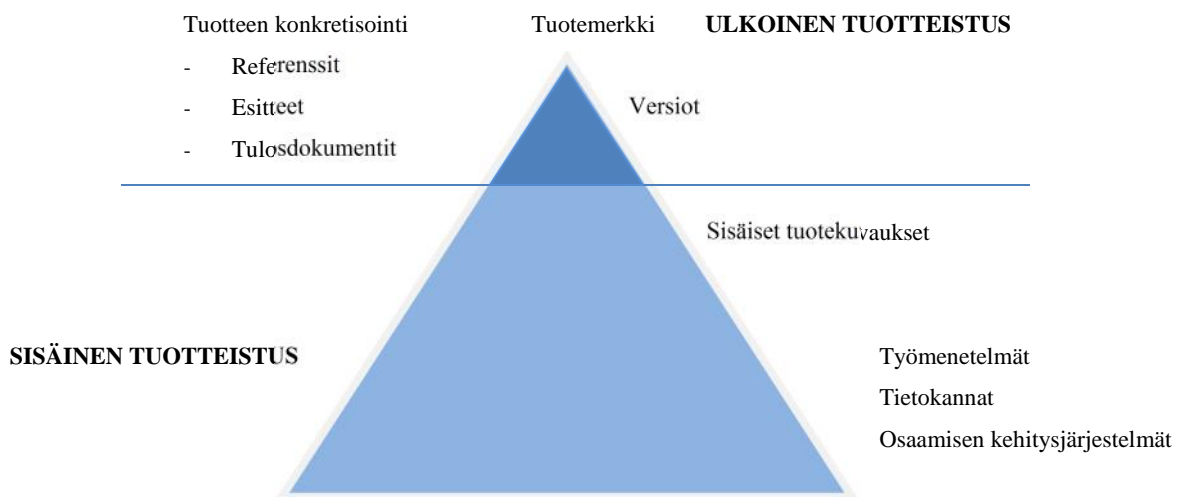 Tuotteen konkretisointi Tuotemerkki ULKOINEN TUOTTEISTUS
- Referenssit
- Esitteet Versiot
- Tulosdokumentit
Sisäiset tuotekuvaukset
SISÄINEN TUOTTEISTUS Työmenetelmät
Tietokannat
Osaamisen kehitysjärjestelmät